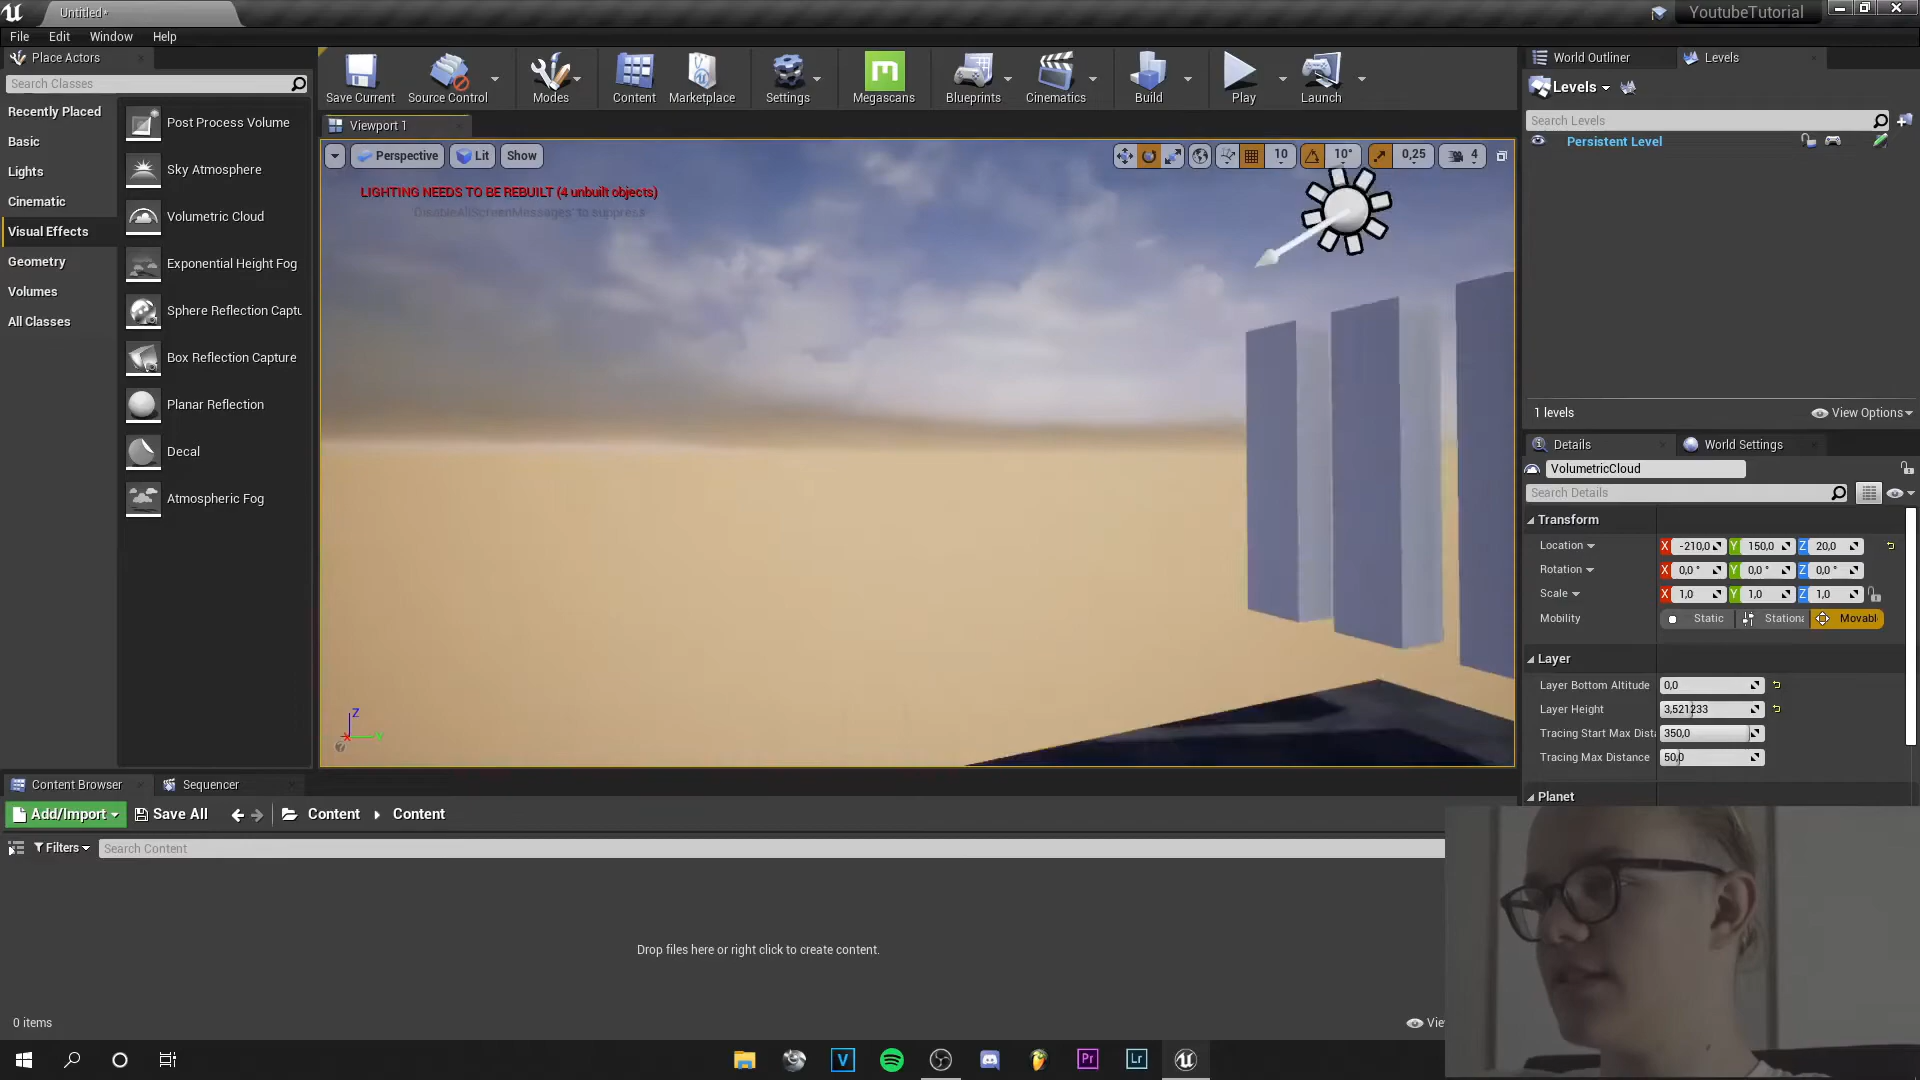 Untitled*
YoutubeTutorial
File Edit Window Help
Place Actors
Search Classes
Recently Placed
Basic
Lights
Cinematic
Visual Effects
Geometry
Volumes
All Classes
Post Process Volume
Sky Atmosphere
Volumetric Cloud
Exponential Height Fog
Sphere Reflection Captu
Box Reflection Capture
Planar Reflection
Decal
Atmospheric Fog
Save Current
Source Control
Modes
Content
Marketplace
Settings
Megascans
Blueprints
Cinematics
Build
Play
Launch
Viewport 1
Perspective Lit Show
10 10° 0,25 4
LIGHTING NEEDS TO BE REBUILT (4 unbuilt objects)
'DisableAllScreenMessages' to suppress
Z
Y
X
World Outliner
Levels
Levels
Search Levels
Persistent Level
1 levels
View Options
Details
World Settings
VolumetricCloud
Search Details
Transform
Location X -210,0 Y 150,0 Z 20,0
Rotation X 0,0 ° Y 0,0 ° Z 0,0 °
Scale X 1,0 Y 1,0 Z 1,0
Mobility Static Stationa Movabl
Layer
Layer Bottom Altitude 0,0
Layer Height 3,521233
Tracing Start Max Dista 350,0
Tracing Max Distance 50,0
Planet
Content Browser
Sequencer
Add/Import Save All Content Content
Filters Search Content
Drop files here or right click to create content.
0 items
Vie
V
Pr
Lr